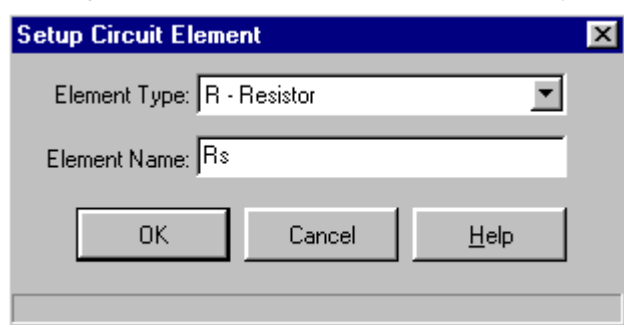 Setup Circuit Element
Element Type: R - Resistor
Element Name: Rs
OK Cancel Help